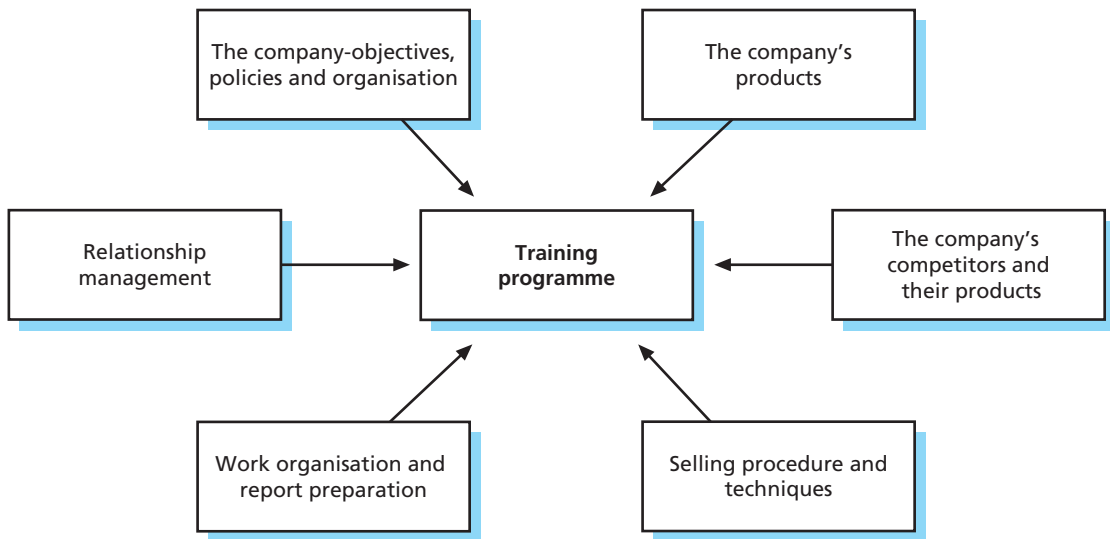 The company-objectives,
policies and organisation
The company's
products
Relationship
management
Training
programme
The company's
competitors and
their products
Work organisation and
report preparation
Selling procedure and
techniques